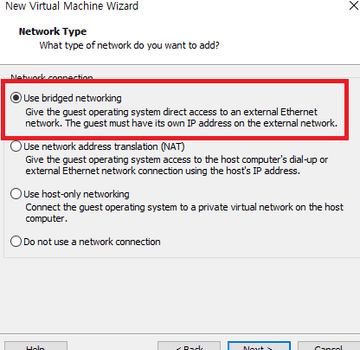 New Virtual Machine Wizard
Network Type
What type of network do you want to add?
Network connection
Use bridged networking
Give the guest operating system direct access to an external Ethernet
network. The guest must have its own IP address on the external network.
Use network address translation (NAT)
Give the guest operating system access to the host computer's dial-up or
external Ethernet network connection using the host's IP address.
Use host-only networking
Connect the guest operating system to a private virtual network on the host
computer.
Do not use a network connection
Help
< Back
Next >
Cancel